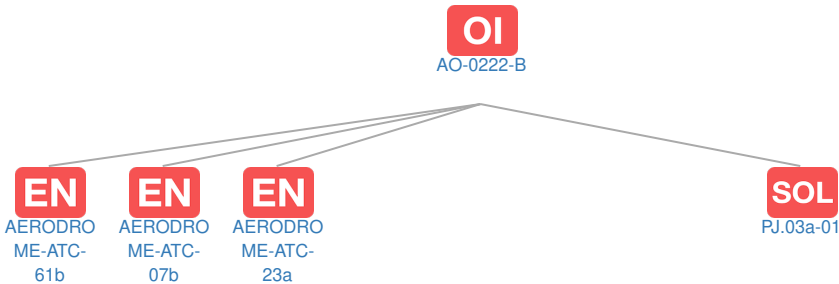 OI
AO-0222-B
EN EN EN SOL
AERODRO AERODRO AERODRO PJ.03a-01
ME-ATC- ME-ATC- ME-ATC-
61b 07b 23a